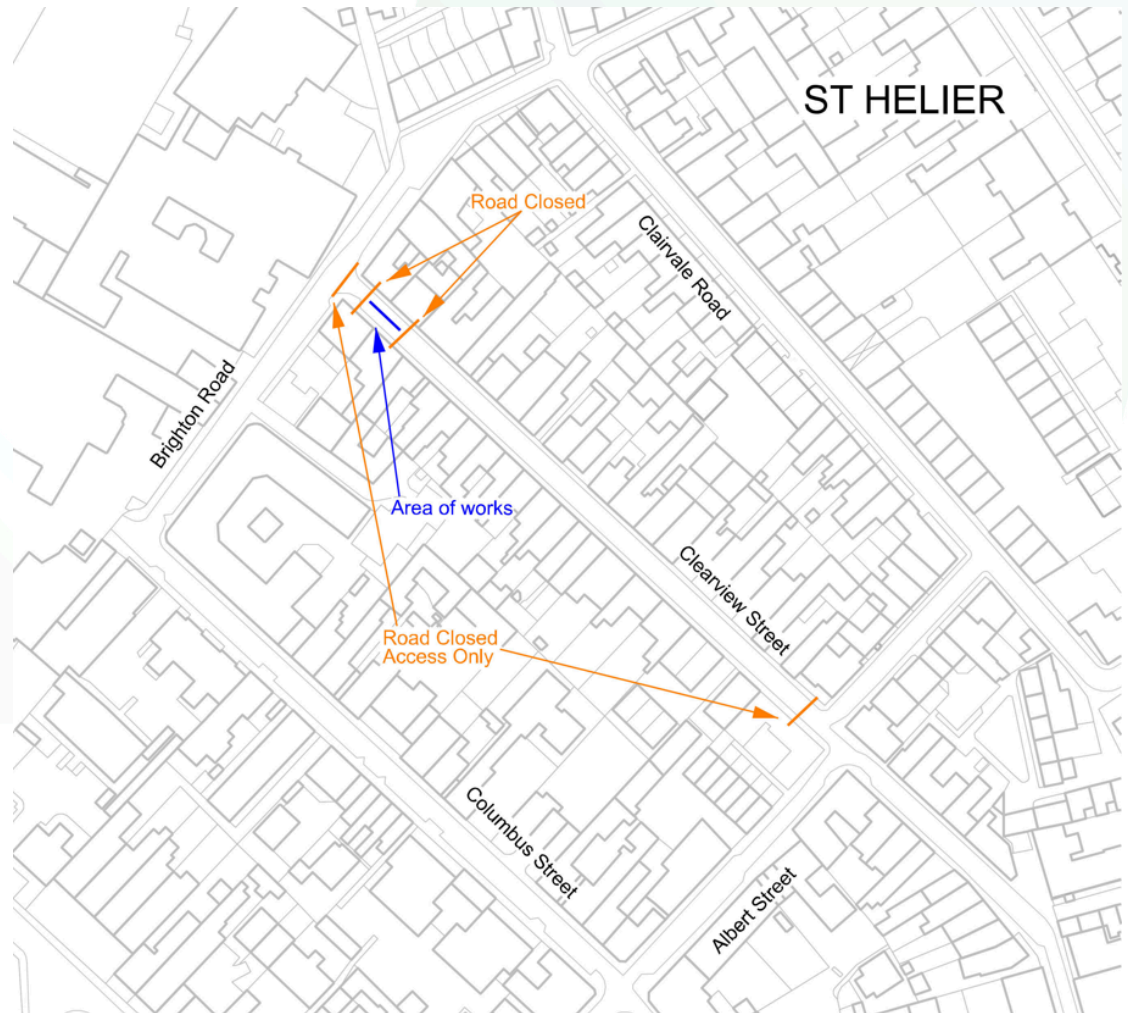 ST HELIER
Road Closed
Clairvale Road
Brighton Road
Area of works
Clearview Street
Road Closed
Access Only
Columbus Street
Albert Street